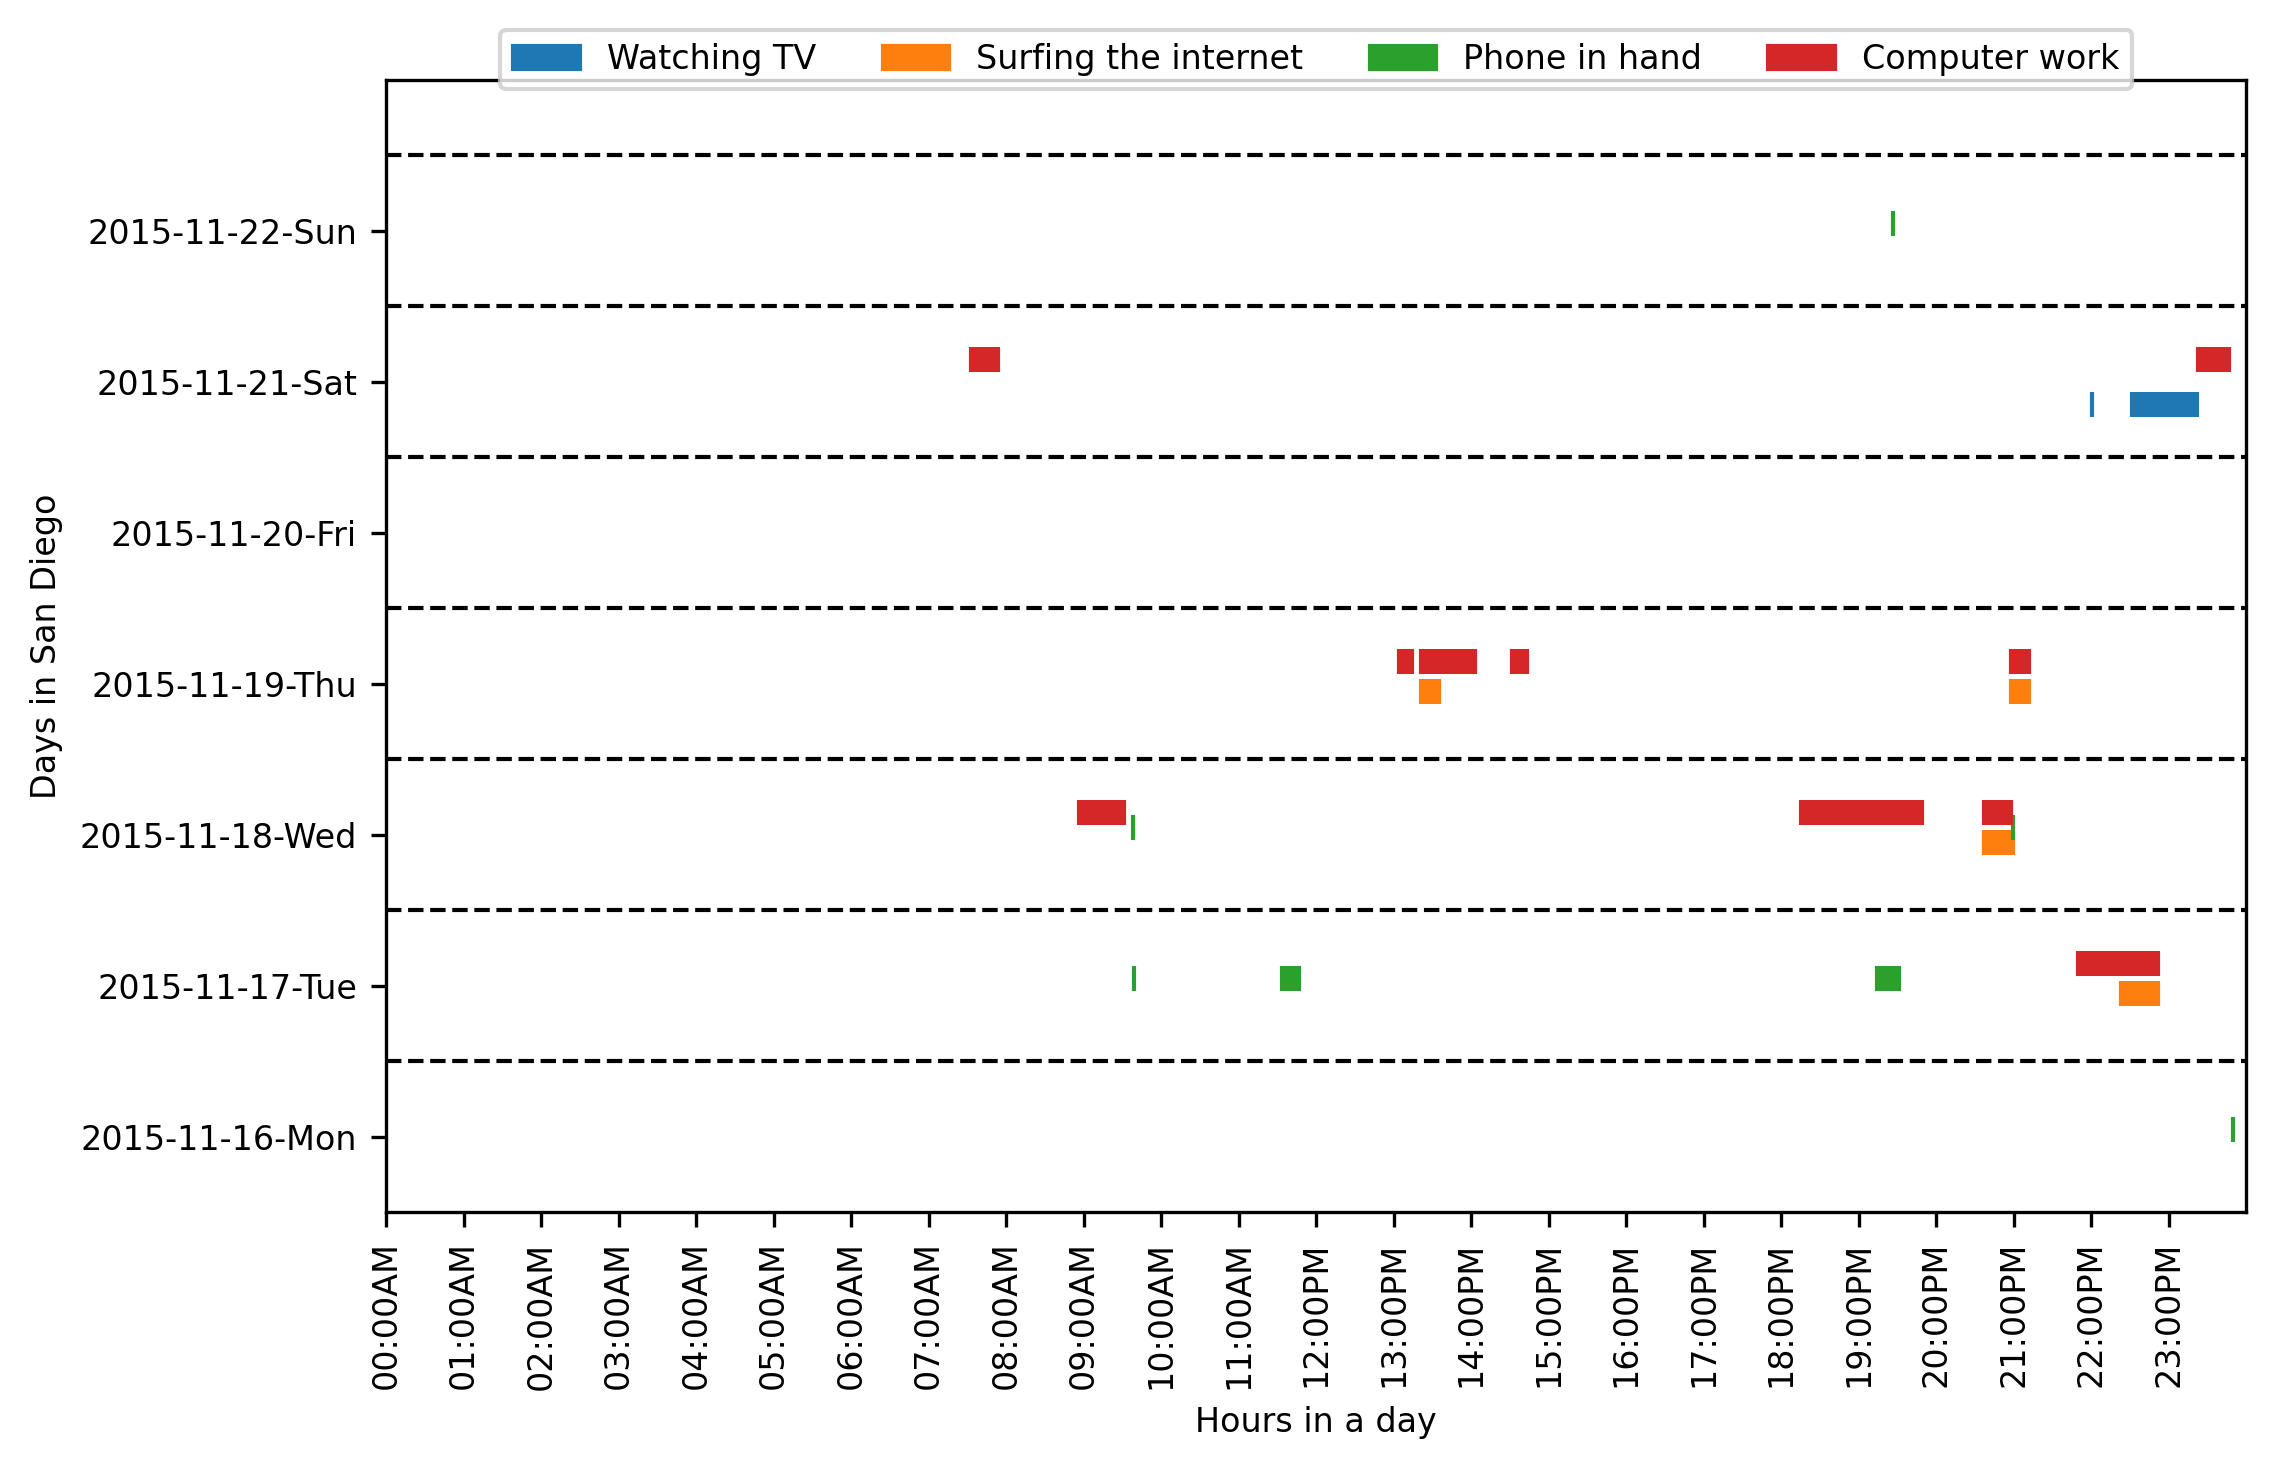 Watching TV Surfing the internet Phone in hand Computer work
Days in San Diego
2015-11-22-Sun
2015-11-21-Sat
2015-11-20-Fri
2015-11-19-Thu
2015-11-18-Wed
2015-11-17-Tue
2015-11-16-Mon
00:00AM
01:00AM
02:00AM
03:00AM
04:00AM
05:00AM
06:00AM
07:00AM
08:00AM
09:00AM
10:00AM
11:00AM
12:00PM
13:00PM
14:00PM
15:00PM
16:00PM
17:00PM
18:00PM
19:00PM
20:00PM
21:00PM
22:00PM
23:00PM
Hours in a day